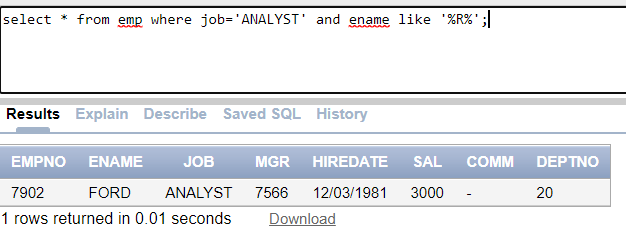 select * from emp where job='ANALYST' and ename like '%R%';
Results Explain Describe Saved SQL History
EMPNO ENAME JOB MGR HIREDATE SAL COMM DEPTNO
7902 FORD ANALYST 7566 12/03/1981 3000 - 20
1 rows returned in 0.01 seconds Download